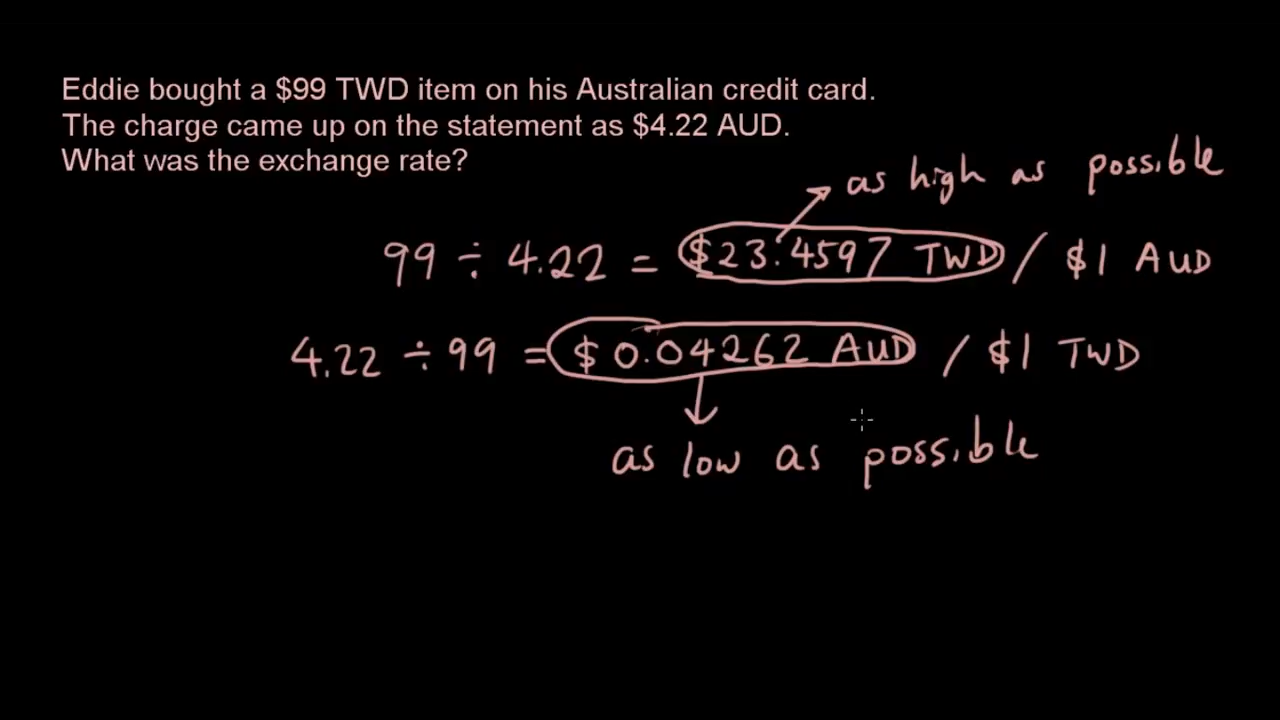 Eddie bought a $99 TWD item on his Australian credit card.
The charge came up on the statement as $4.22 AUD.
What was the exchange rate?
as high as possible
99 ÷ 4.22 = $23.4597 TWD / $1 AUD
4.22 ÷ 99 = $0.04262 AUD / $1 TWD
as low as possible